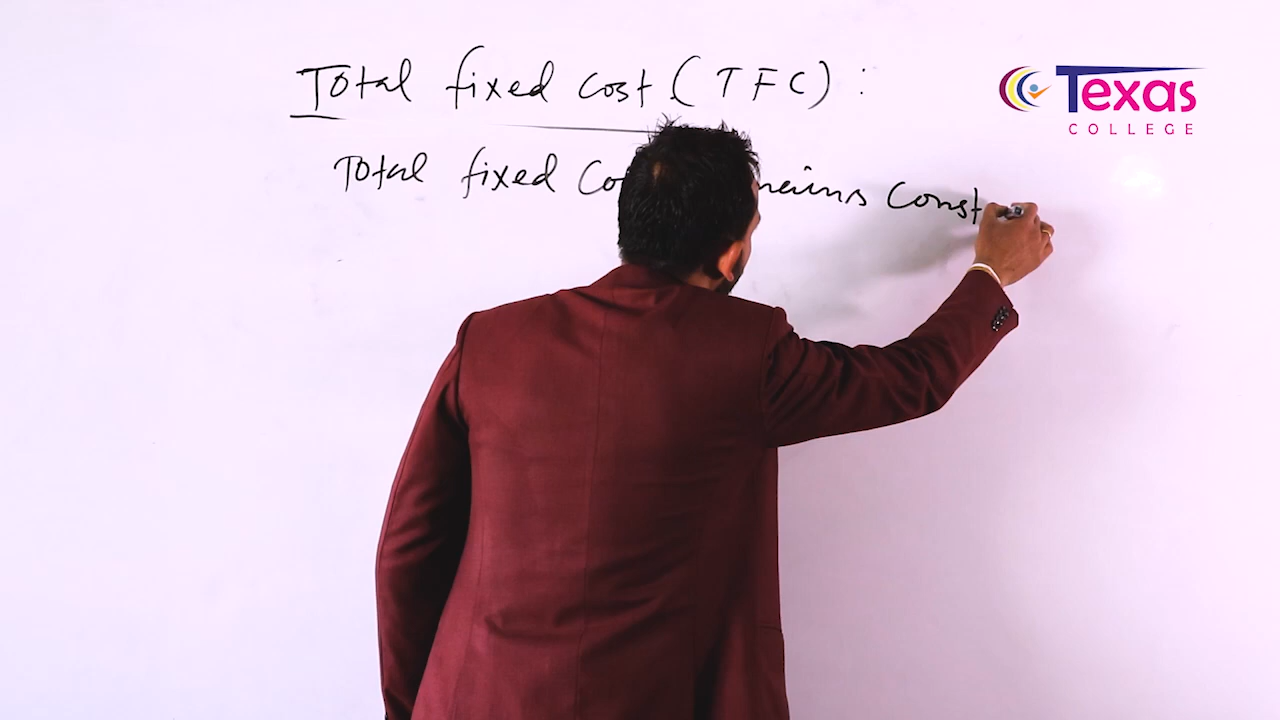 Total fixed cost (TFC) :
Total fixed Co mains Const
Texas
COLLEGE